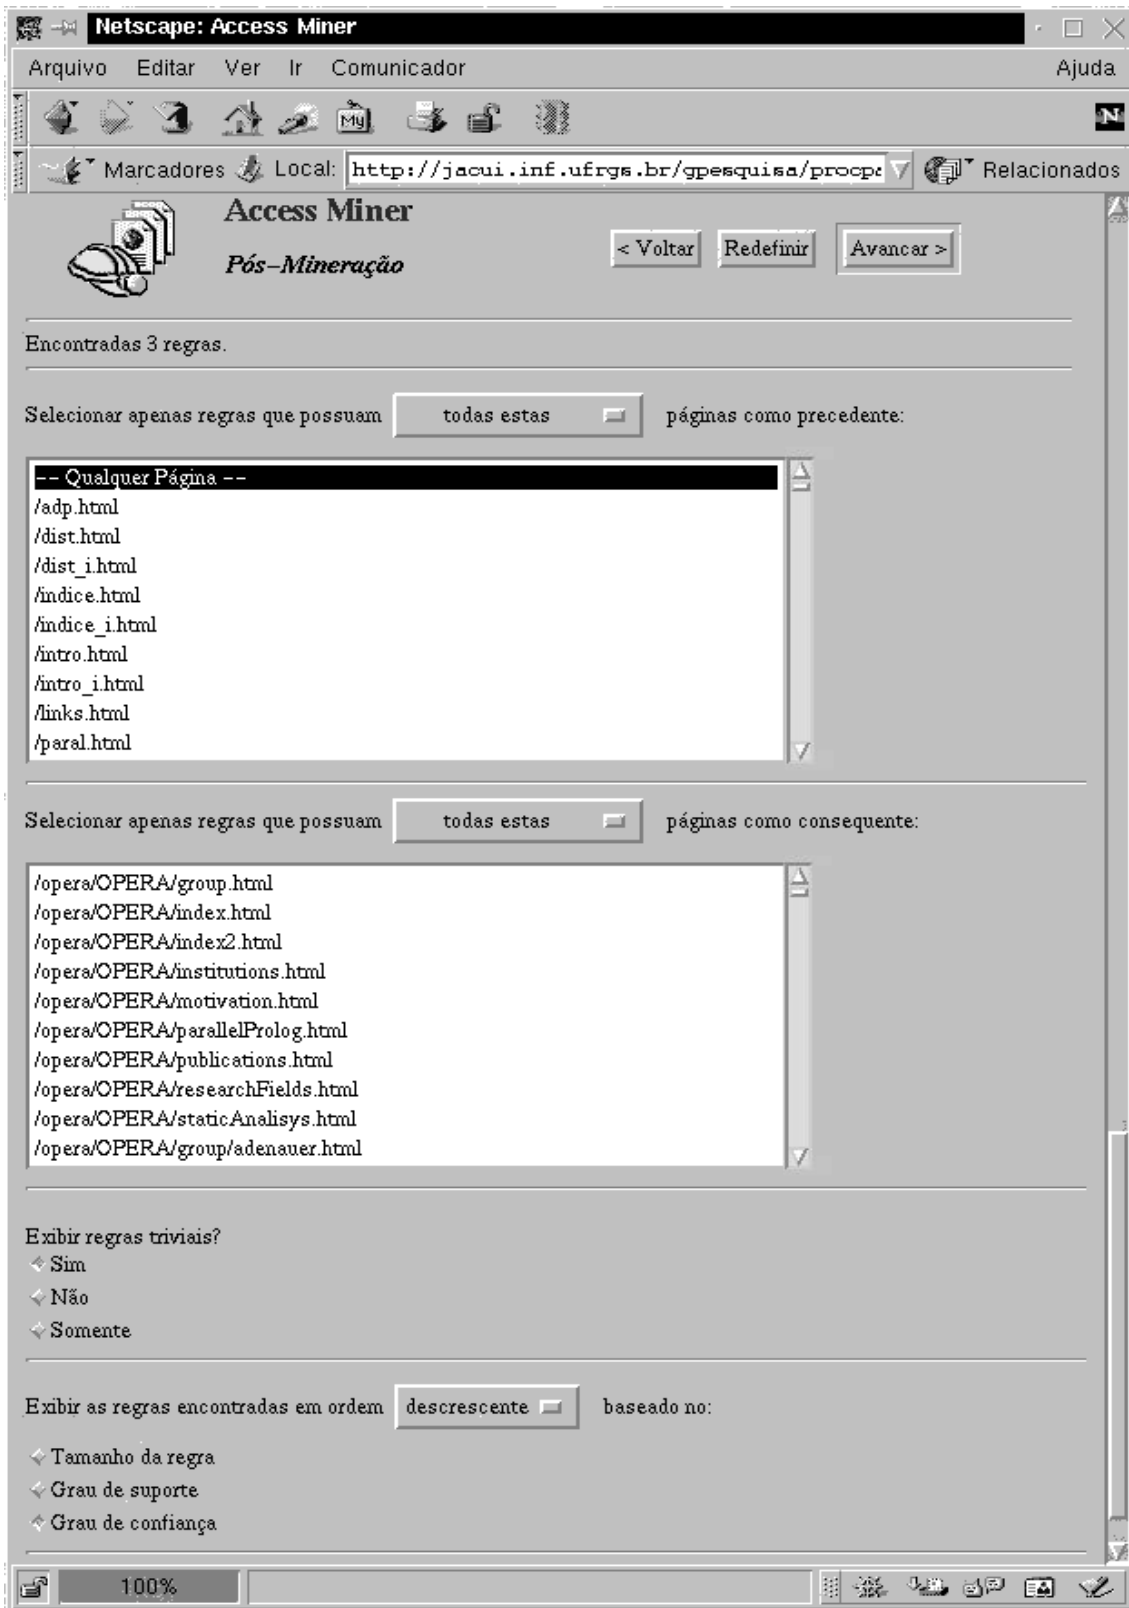 Netscape: Access Miner
Arquivo Editar Ver Ir Comunicador Ajuda
My
N
Marcadores Local: http://jacui.inf.ufrgs.br/gpesquisa/procpa Relacionados
Access Miner
< Voltar Redefinir Avancar >
Pós-Mineração
Encontradas 3 regras.
Selecionar apenas regras que possuam todas estas páginas como precedente:
-- Qualquer Página --
/adp.html
/dist.html
/dist_i.html
/indice.html
/indice_i.html
/intro.html
/intro_i.html
/links.html
/paral.html
Selecionar apenas regras que possuam todas estas páginas como consequente:
/opera/OPERA/group.html
/opera/OPERA/index.html
/opera/OPERA/index2.html
/opera/OPERA/institutions.html
/opera/OPERA/motivation.html
/opera/OPERA/parallelProlog.html
/opera/OPERA/publications.html
/opera/OPERA/researchFields.html
/opera/OPERA/staticAnalisys.html
/opera/OPERA/group/adenauer.html
Exibir regras triviais?
Sim
Não
Somente
Exibir as regras encontradas em ordem descrescente baseado no:
Tamanho da regra
Grau de suporte
Grau de confiança
100%